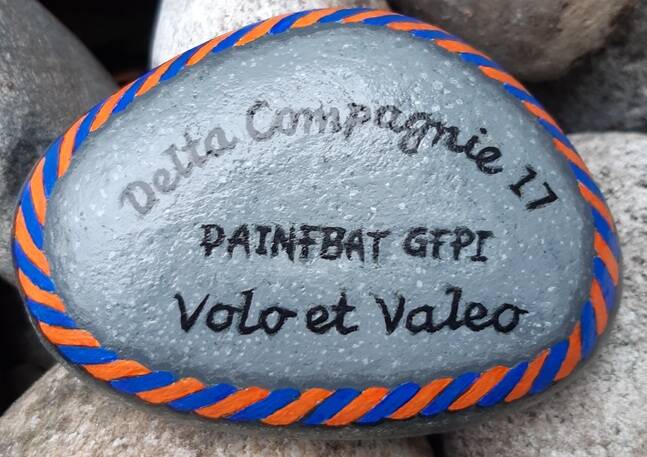 Delta Compagnie 17
PAINFBAT GFPI
Volo et Valeo